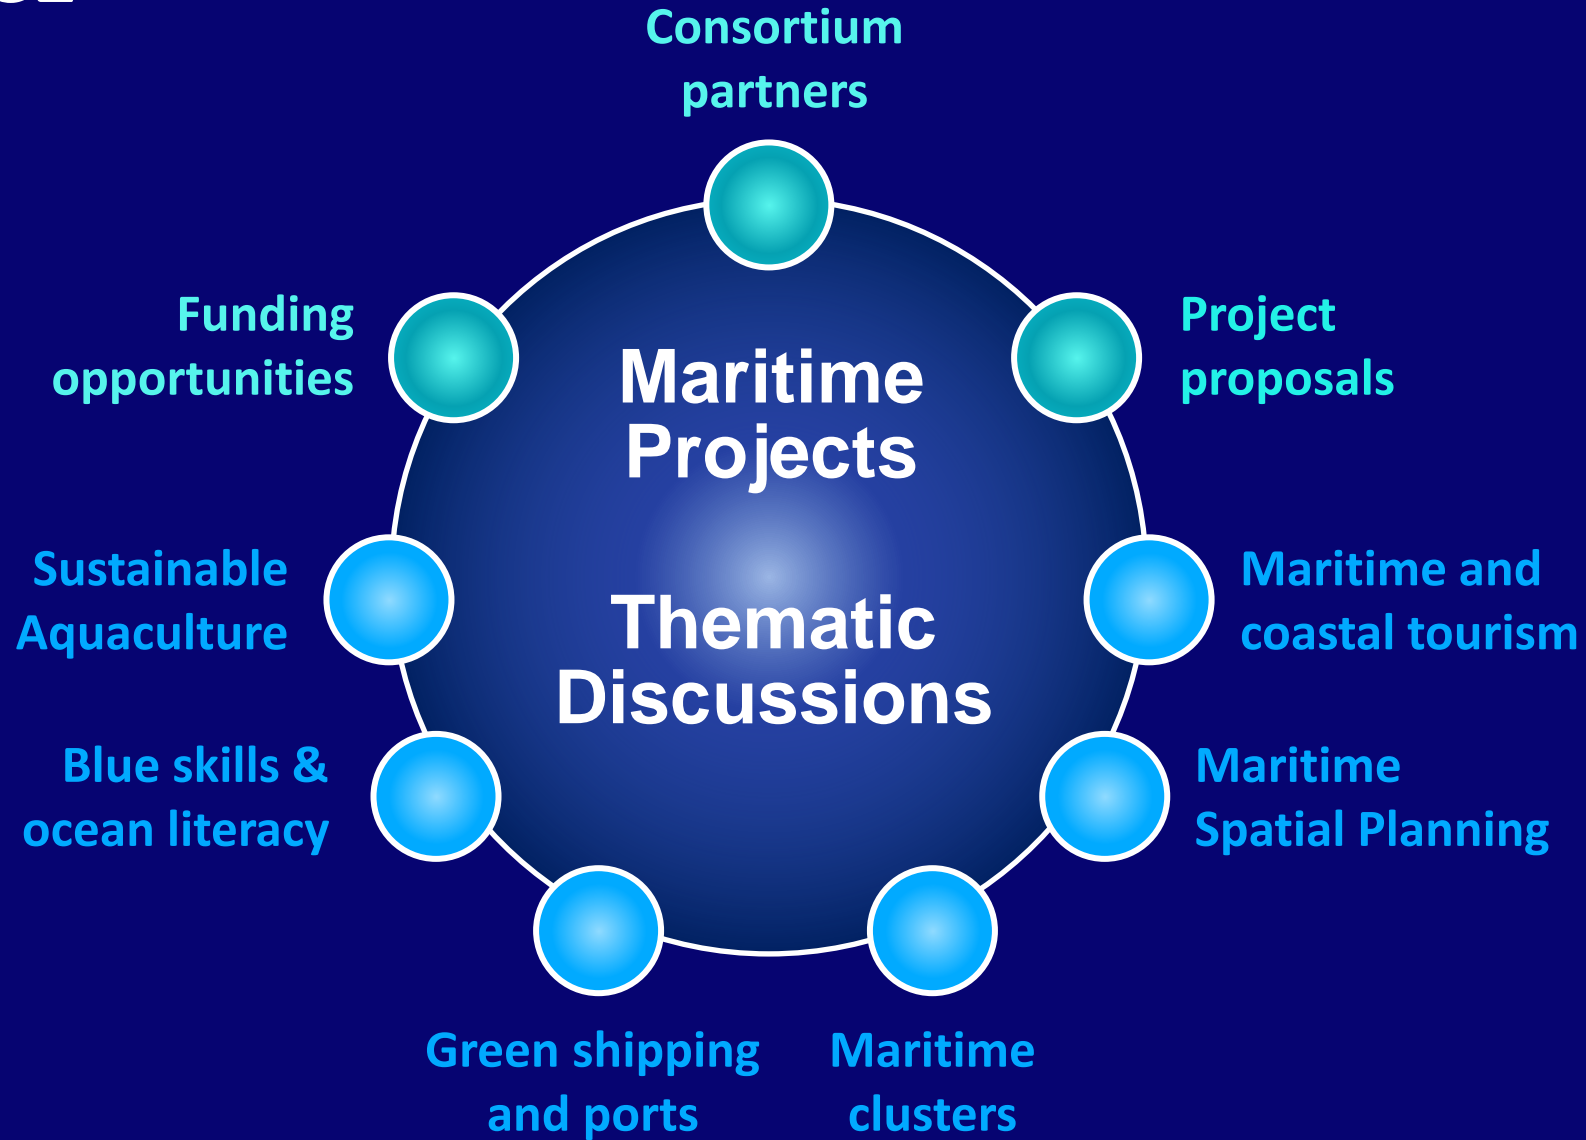 Consortium
partners
Funding
opportunities
Project
proposals
Maritime
Projects
Sustainable
Aquaculture
Maritime and
coastal tourism
Thematic
Discussions
Blue skills &
ocean literacy
Maritime
Spatial Planning
Green shipping
and ports
Maritime
clusters